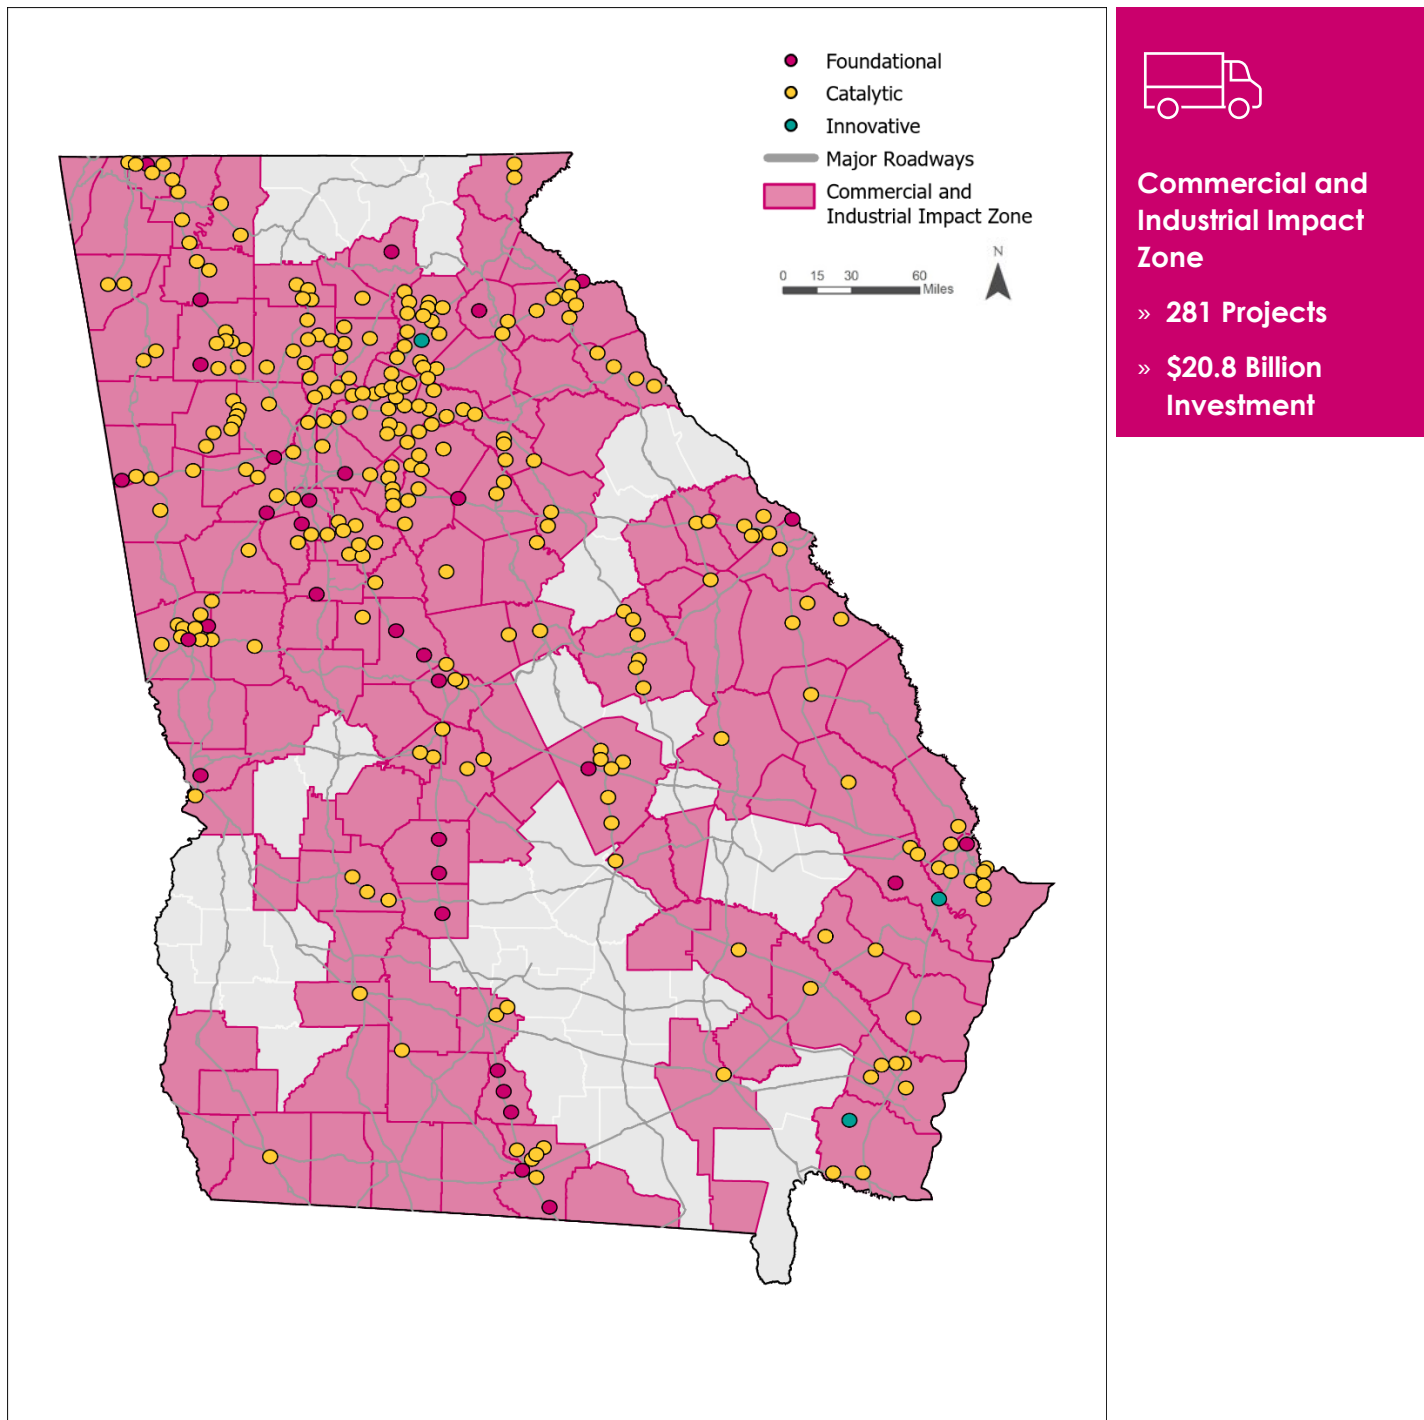 Foundational
Catalytic
Innovative
Major Roadways
Commercial and
Industrial Impact Zone
N
0 15 30 60
Miles
Commercial and
Industrial Impact
Zone
» 281 Projects
» $20.8 Billion
Investment